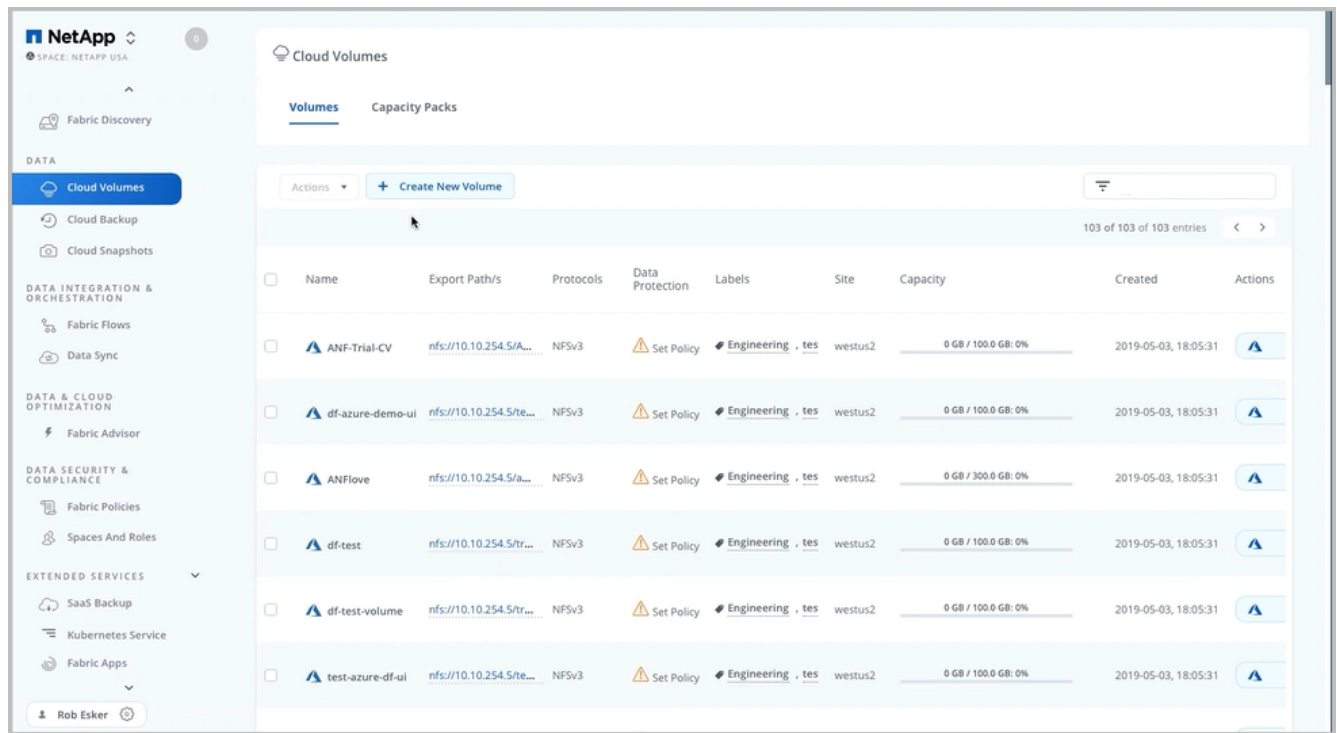 NetApp
0
SPACE: NETAPP USA
Fabric Discovery
DATA
Cloud Volumes
Cloud Backup
Cloud Snapshots
DATA INTEGRATION &
ORCHESTRATION
Fabric Flows
Data Sync
DATA & CLOUD
OPTIMIZATION
Fabric Advisor
DATA SECURITY &
COMPLIANCE
Fabric Policies
Spaces And Roles
EXTENDED SERVICES
SaaS Backup
Kubernetes Service
Fabric Apps
Rob Esker
Cloud Volumes
Volumes Capacity Packs
Actions + Create New Volume
103 of 103 of 103 entries < >
Name Export Path/s Protocols Data Protection Labels Site Capacity Created Actions
ANF-Trial-CV nfs://10.10.254.5/A... NFSv3 Set Policy Engineering , tes westus2 0 GB / 100.0 GB: 0% 2019-05-03, 18:05:31
df-azure-demo-ui nfs://10.10.254.5/te... NFSv3 Set Policy Engineering , tes westus2 0 GB / 100.0 GB: 0% 2019-05-03, 18:05:31
ANFlove nfs://10.10.254.5/a... NFSv3 Set Policy Engineering , tes westus2 0 GB / 300.0 GB: 0% 2019-05-03, 18:05:31
df-test nfs://10.10.254.5/tr... NFSv3 Set Policy Engineering , tes westus2 0 GB / 100.0 GB: 0% 2019-05-03, 18:05:31
df-test-volume nfs://10.10.254.5/tr... NFSv3 Set Policy Engineering , tes westus2 0 GB / 100.0 GB: 0% 2019-05-03, 18:05:31
test-azure-df-ui nfs://10.10.254.5/te... NFSv3 Set Policy Engineering , tes westus2 0 GB / 100.0 GB: 0% 2019-05-03, 18:05:31